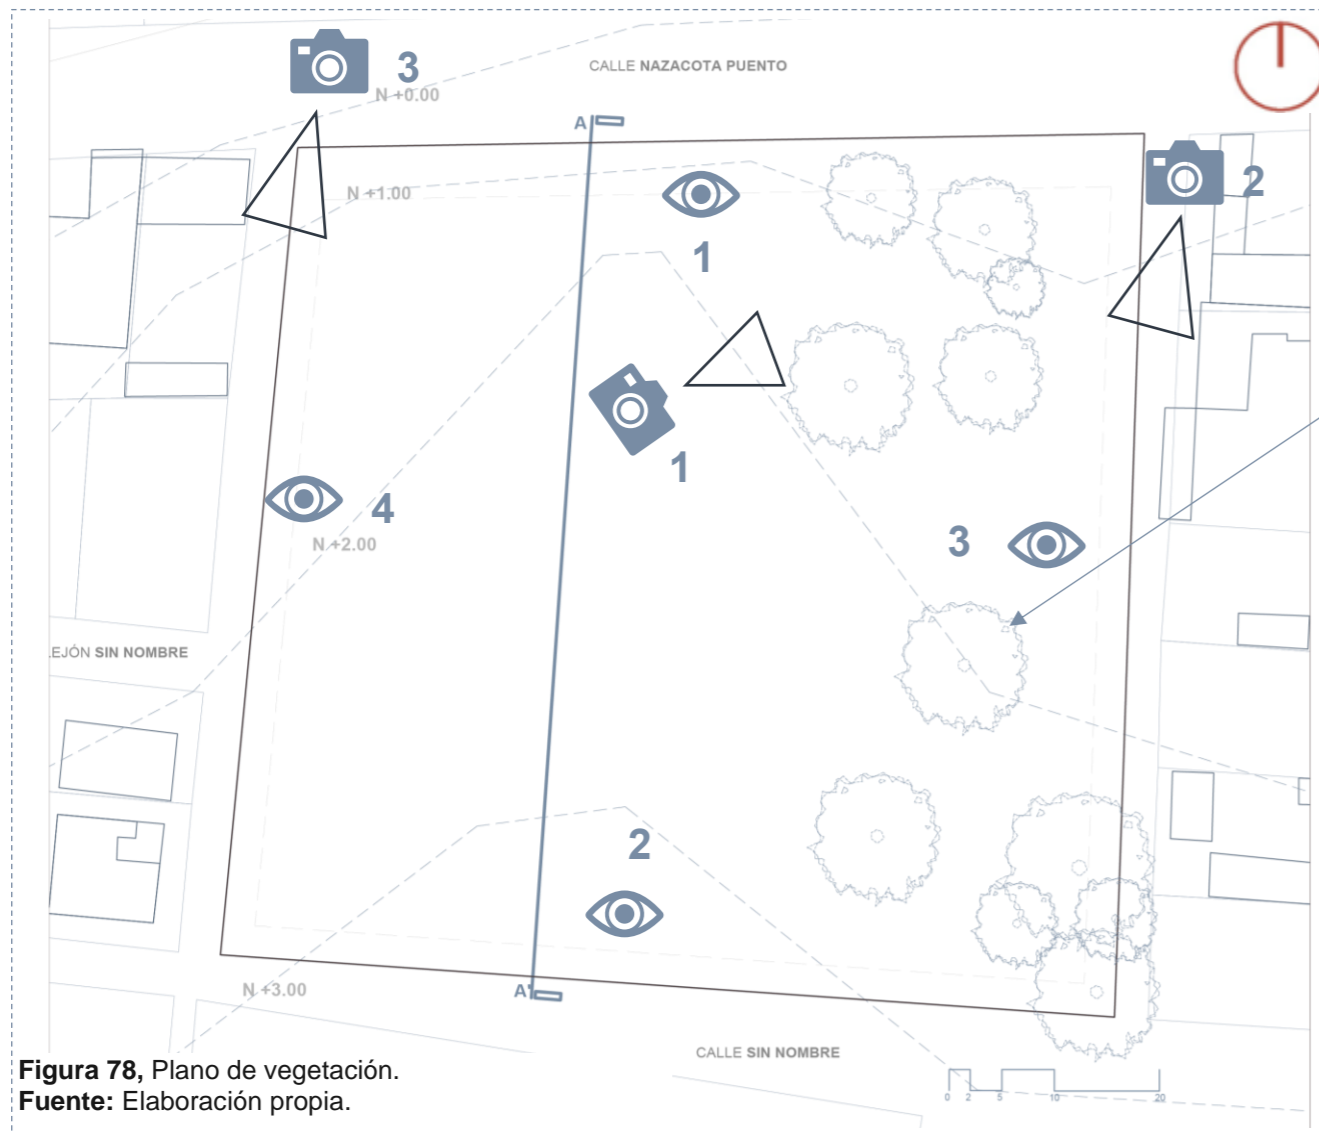 3
CALLE NAZACOTA PUENTO
N +0.00
A
2
N +1.00
1
1
4
3
N +2.00
EJÓN SIN NOMBRE
2
N +3.00
A'
CALLE SIN NOMBRE
0 2 5 10 20
Figura 78, Plano de vegetación.
Fuente: Elaboración propia.